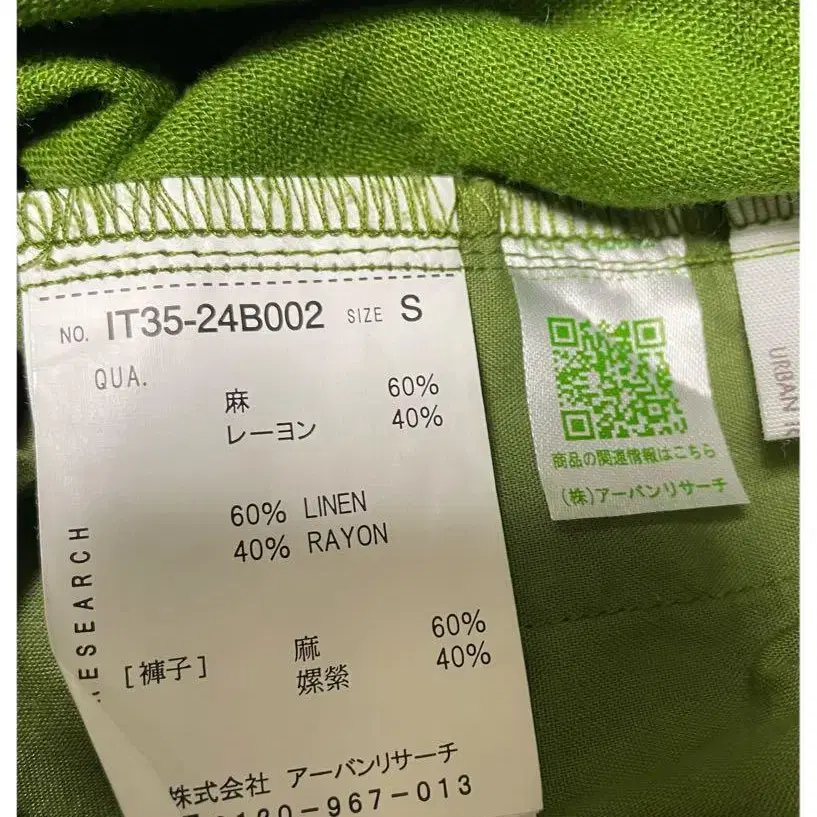 NO. IT35-24B002 SIZE S
QUA.
麻 60%
レーヨン 40%
60% LINEN
40% RAYON
[褲子] 麻 60%
嫘縈 40%
株式会社 アーバンリサーチ
0120-967-013
商品の関連情報はこちら
(株)アーバンリサーチ
URBAN